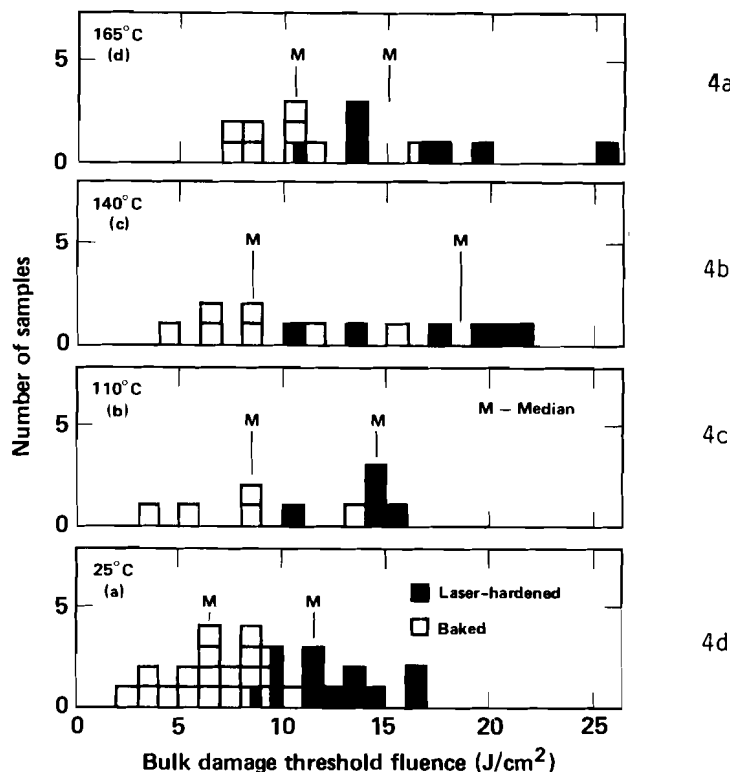 165°C
(d)
M
M
5
0
4a
140°C
(c)
M
M
5
0
4b
110°C
(b)
M
M
M – Median
5
0
4c
25°C
(a)
M
M
Laser-hardened
Baked
5
0
4d
0 5 10 15 20 25
Number of samples
Bulk damage threshold fluence (J/cm²)